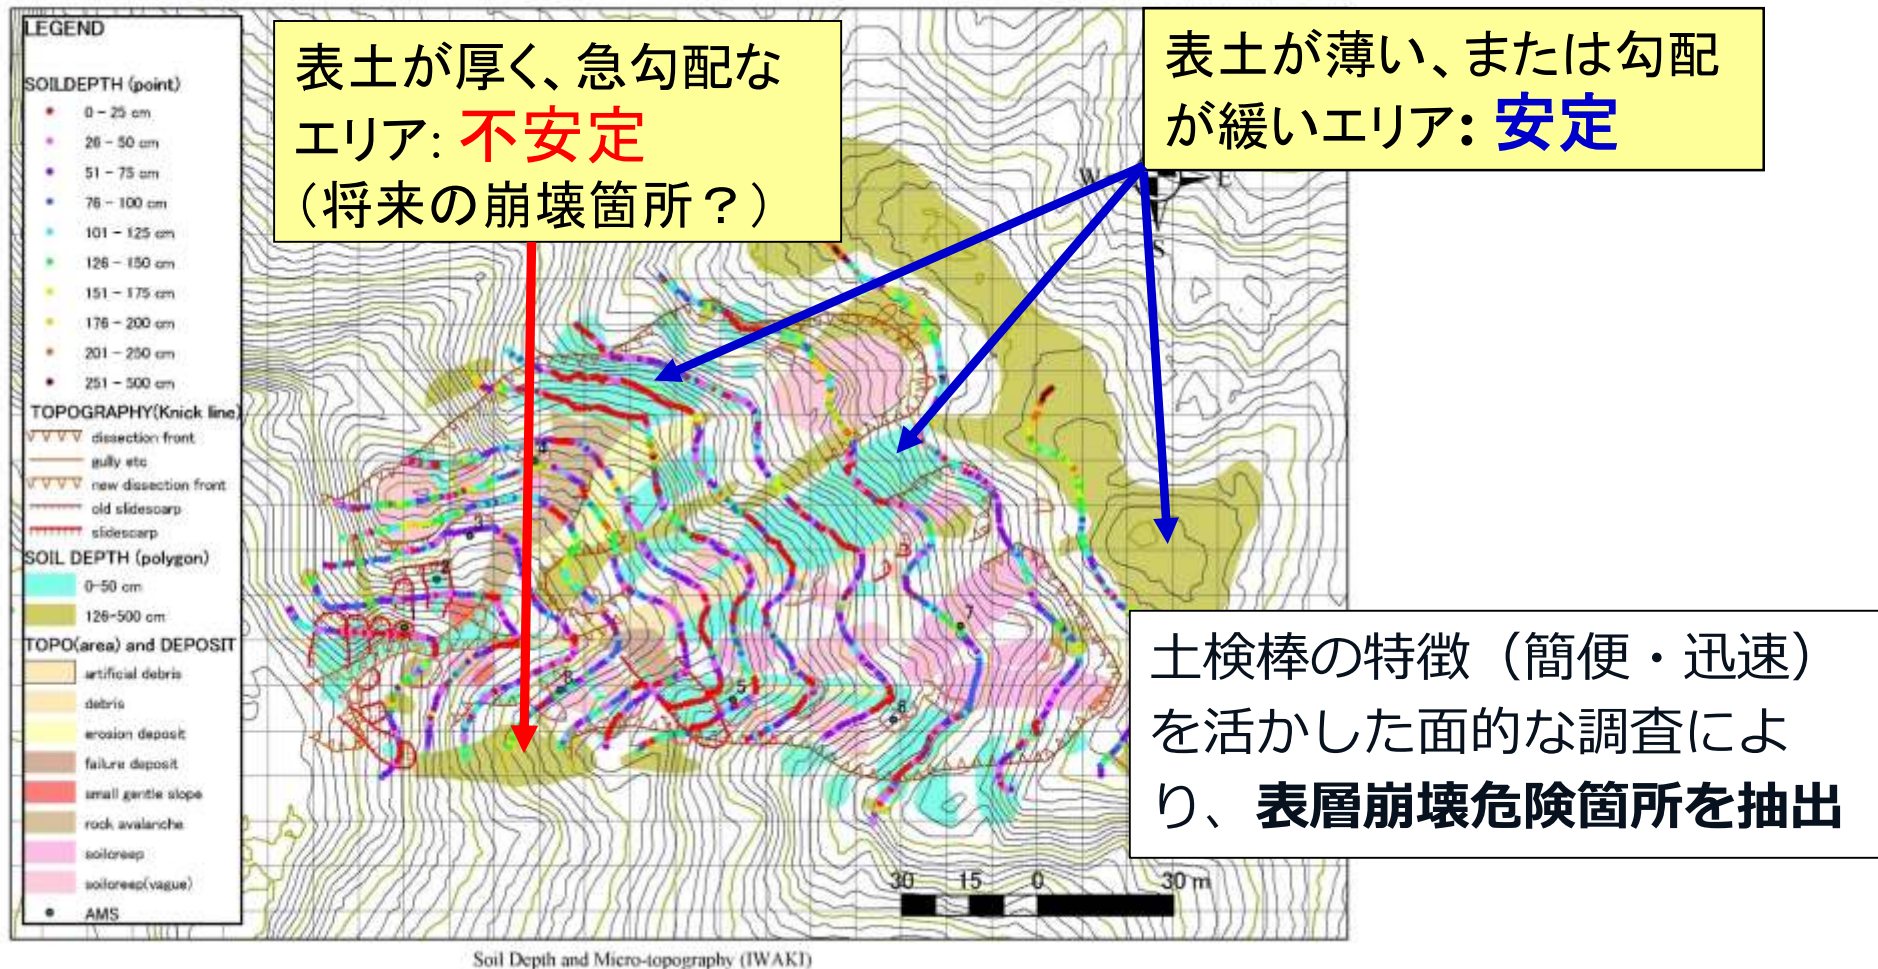 LEGEND
SOILDEPTH (point)
0 - 25 cm
26 - 50 cm
51 - 75 cm
76 - 100 cm
101 - 125 cm
126 - 150 cm
151 - 175 cm
176 - 200 cm
201 - 250 cm
251 - 500 cm
TOPOGRAPHY(Knick line)
dissection front
gully etc
new dissection front
old slidescarp
slidescarp
SOIL DEPTH (polygon)
0-50 cm
126-500 cm
TOPO(area) and DEPOSIT
artificial debris
debris
erosion deposit
failure deposit
small gentle slope
rock avalanche
soilcreep
soilcreep(vague)
AMS
表土が厚く、急勾配な
エリア: 不安定
（将来の崩壊箇所？）
表土が薄い、または勾配
が緩いエリア: 安定
W
E
S
4
3
2
1
7
5
土検棒の特徴（簡便・迅速）
を活かした面的な調査によ
り、表層崩壊危険箇所を抽出
30 15 0 30 m
Soil Depth and Micro-topography (IWAKI)